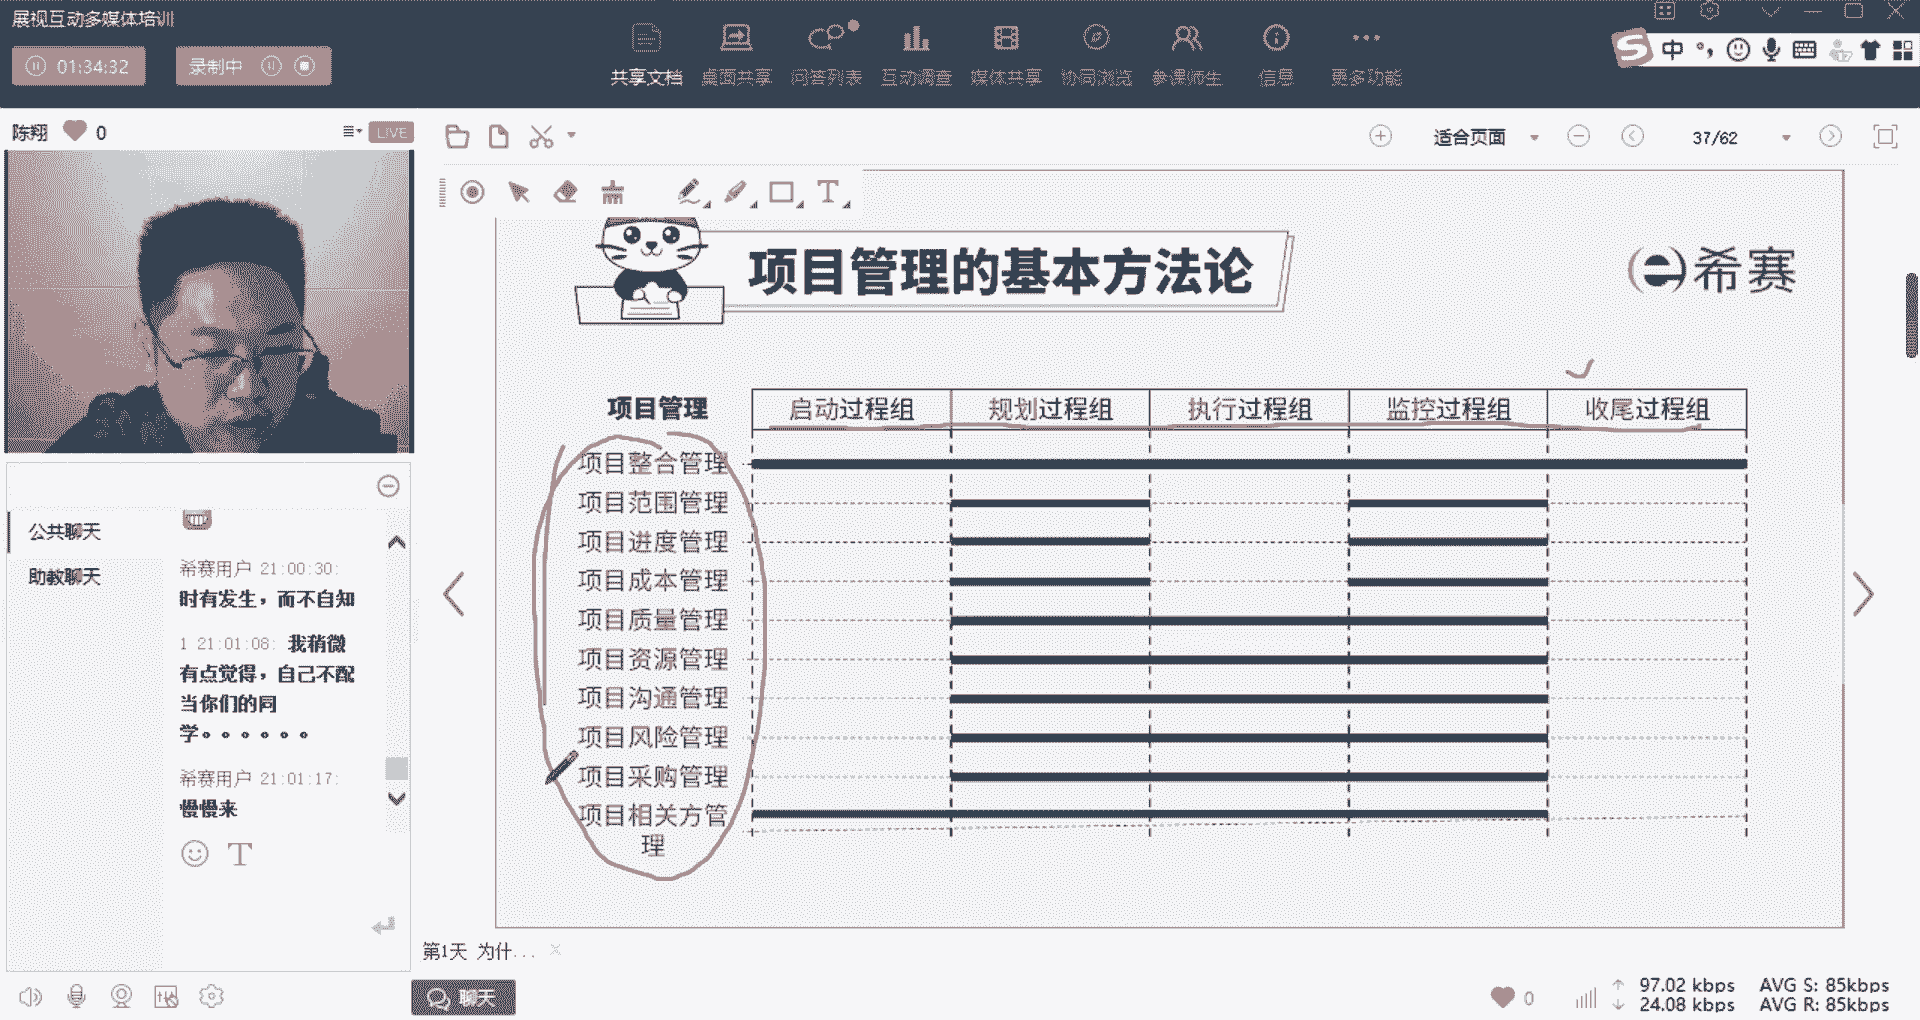 展视互动多媒体培训
01:34:32
录制中
共享文档
桌面共享
问答列表
互动调查
媒体共享
协同浏览
参课师生
信息
更多功能
中
陈翔 0
LIVE
适合页面
37/62
项目管理的基本方法论
希赛
项目管理 启动过程组 规划过程组 执行过程组 监控过程组 收尾过程组
项目整合管理
项目范围管理
项目进度管理
项目成本管理
项目质量管理
项目资源管理
项目沟通管理
项目风险管理
项目采购管理
项目相关方管
理
公共聊天
助教聊天
希赛用户 21:00:30:
时有发生，而不自知
1 21:01:08: 我稍微
有点觉得，自己不配
当你们的同
学。。。。。。
希赛用户 21:01:17:
慢慢来
第1天 为什...
聊天
0
97.02 kbps AVG S: 85kbps
24.08 kbps AVG R: 85kbps